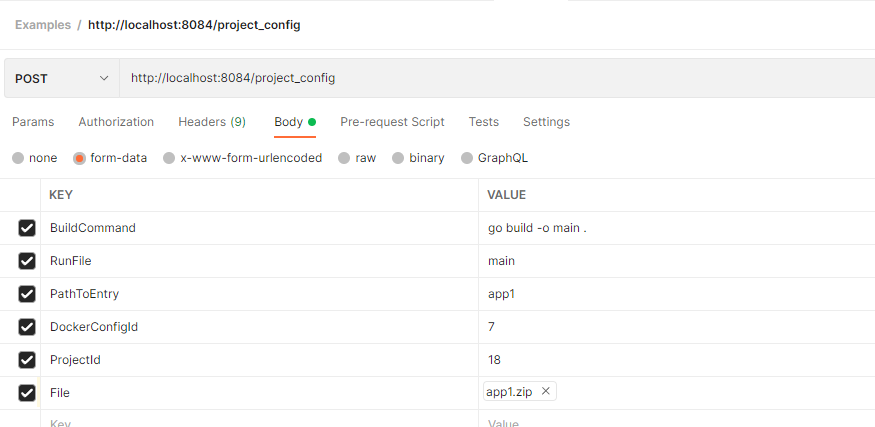 Examples / http://localhost:8084/project_config
POST http://localhost:8084/project_config
Params Authorization Headers (9) Body Pre-request Script Tests Settings
none form-data x-www-form-urlencoded raw binary GraphQL
KEY VALUE
BuildCommand go build -o main .
RunFile main
PathToEntry app1
DockerConfigId 7
ProjectId 18
File app1.zip
Key Value